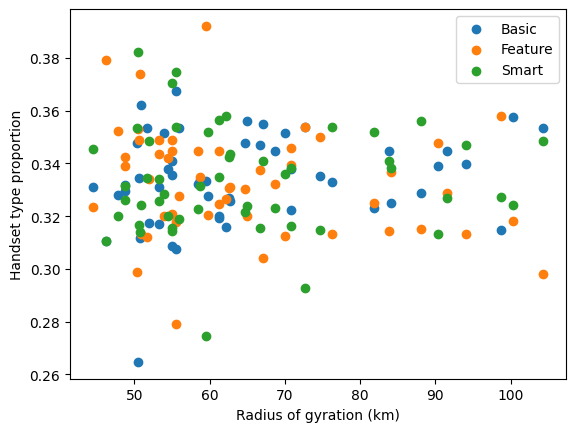 Basic
Feature
Smart
0.38
0.36
0.34
0.32
0.30
0.28
0.26
Handset type proportion
50
60
70
80
90
100
Radius of gyration (km)